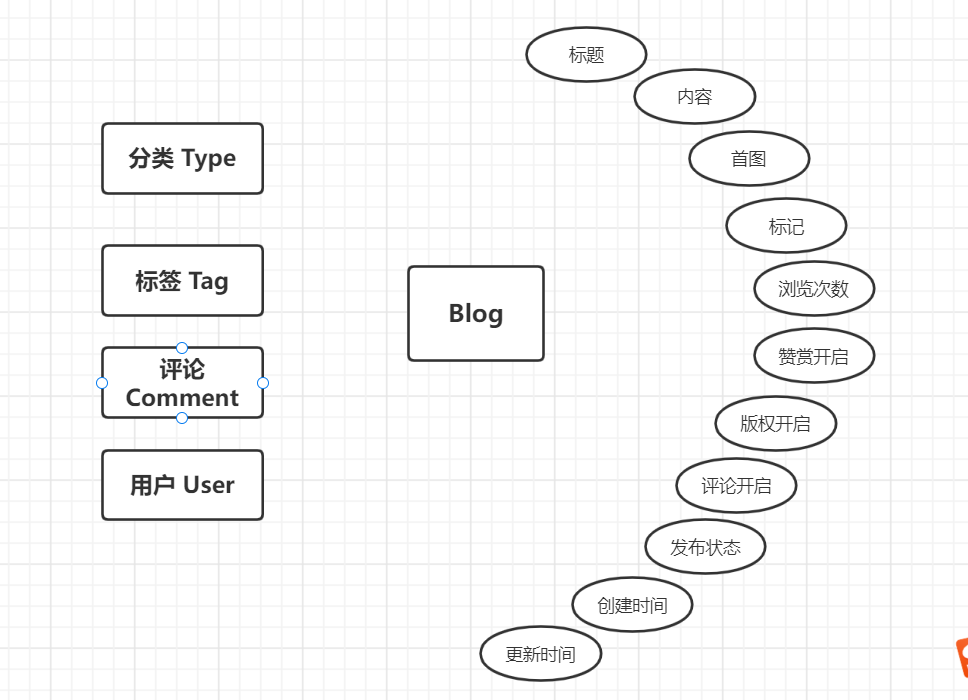 分类 Type
标签 Tag
评论
Comment
用户 User
Blog
标题
内容
首图
标记
浏览次数
赞赏开启
版权开启
评论开启
发布状态
创建时间
更新时间